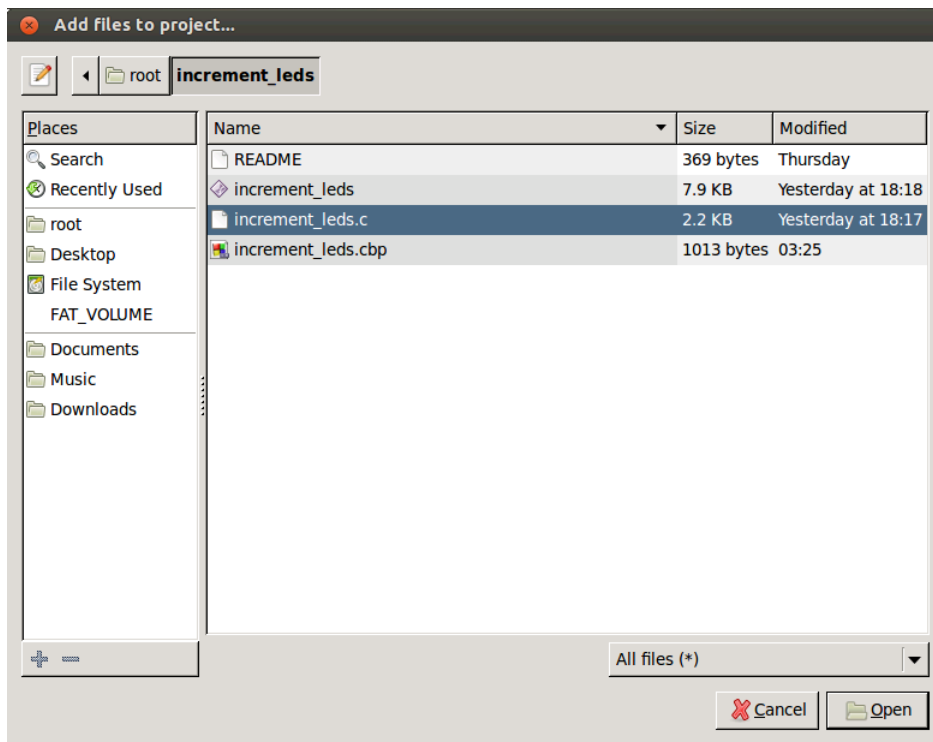 Add files to project...
root increment_leds
Places Name Size Modified
Search README 369 bytes Thursday
Recently Used increment_leds 7.9 KB Yesterday at 18:18
root increment_leds.c 2.2 KB Yesterday at 18:17
Desktop increment_leds.cbp 1013 bytes 03:25
File System
FAT_VOLUME
Documents
Music
Downloads
All files (*)
Cancel Open